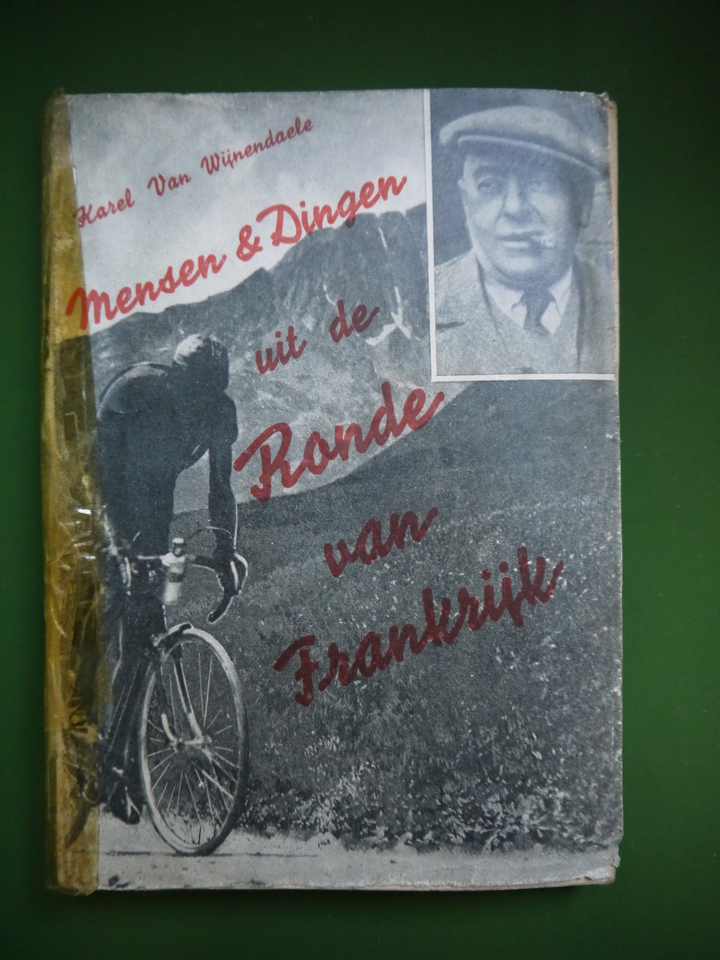 Karel Van Wijnendaele
Mensen & Dingen
uit de
Ronde
van
Frankrijk